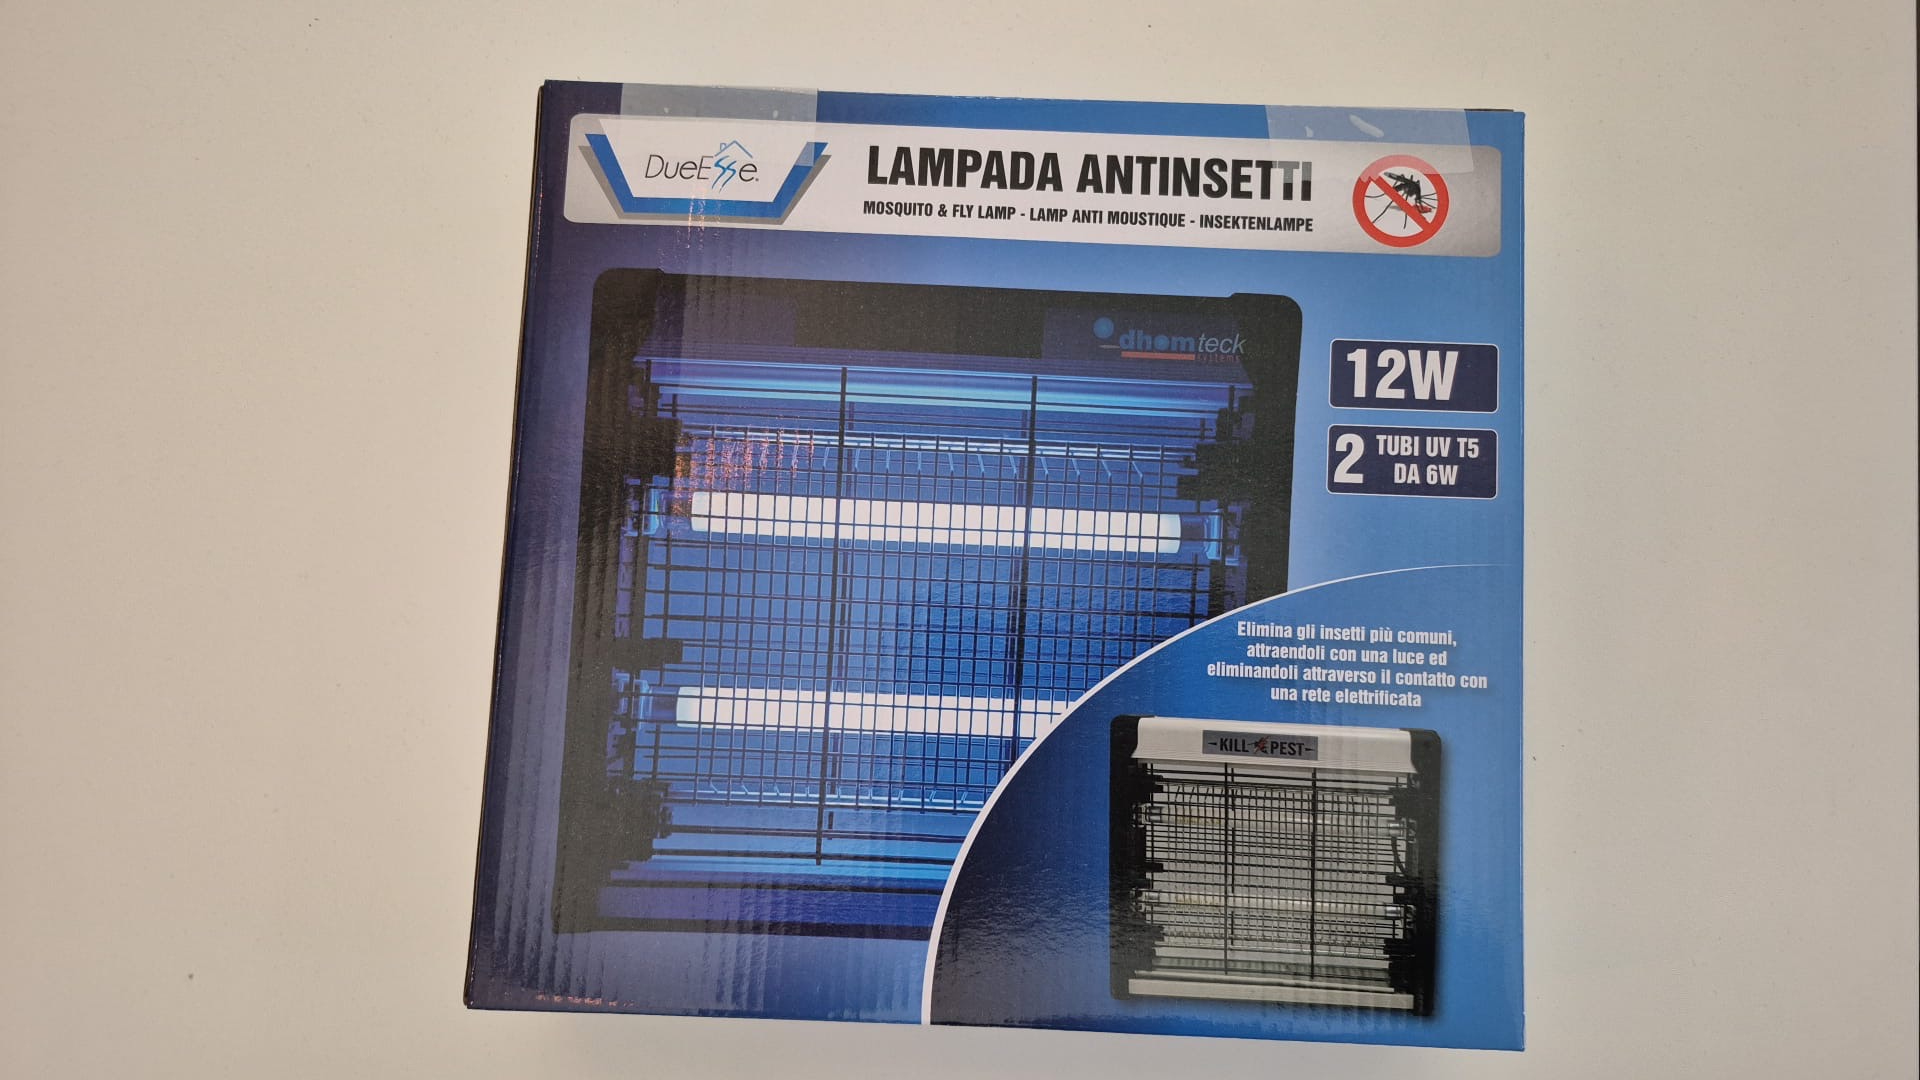 DueEsse
LAMPADA ANTINSETTI
MOSQUITO & FLY LAMP - LAMP ANTI MOUSTIQUE - INSEKTENLAMPE
dhomteck
systems
12W
2 TUBI UV T5
DA 6W
Elimina gli insetti più comuni,
attraendoli con una luce ed
eliminandoli attraverso il contatto con
una rete elettrificata
KILL PEST